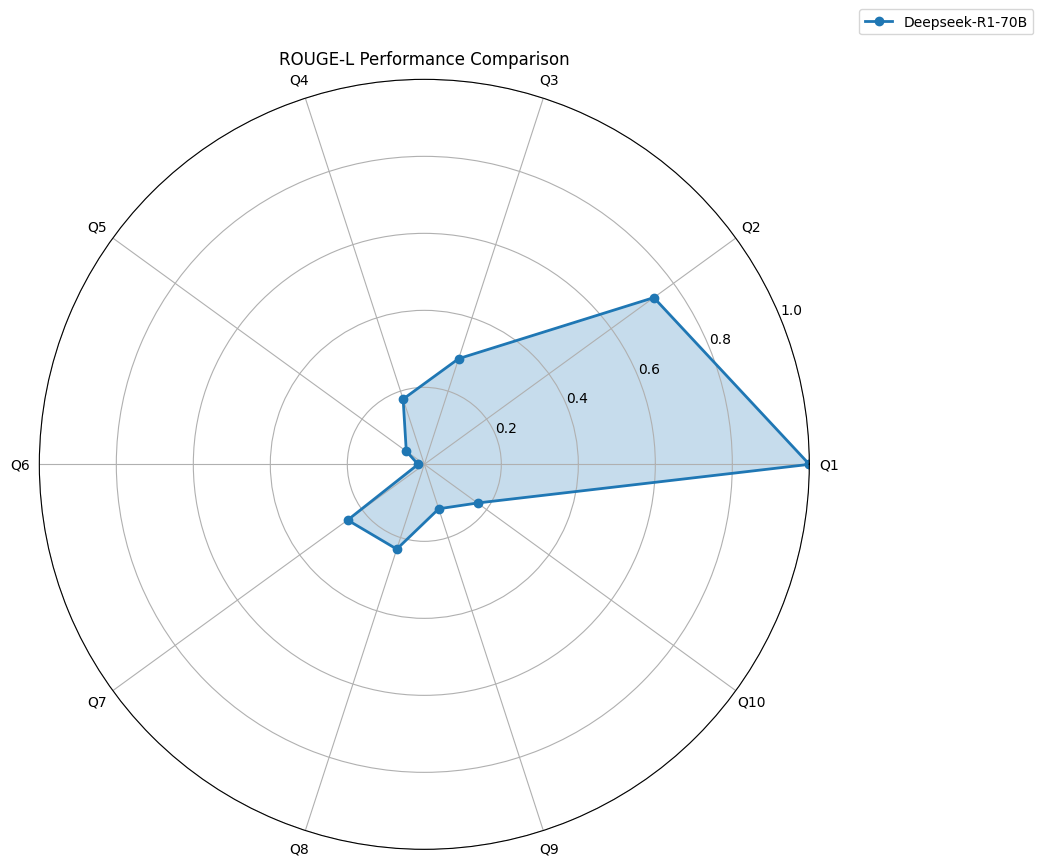 Deepseek-R1-70B
ROUGE-L Performance Comparison
Q4
Q3
Q5
Q2
1.0
0.8
0.6
0.4
0.2
Q6
Q1
Q7
Q10
Q8
Q9